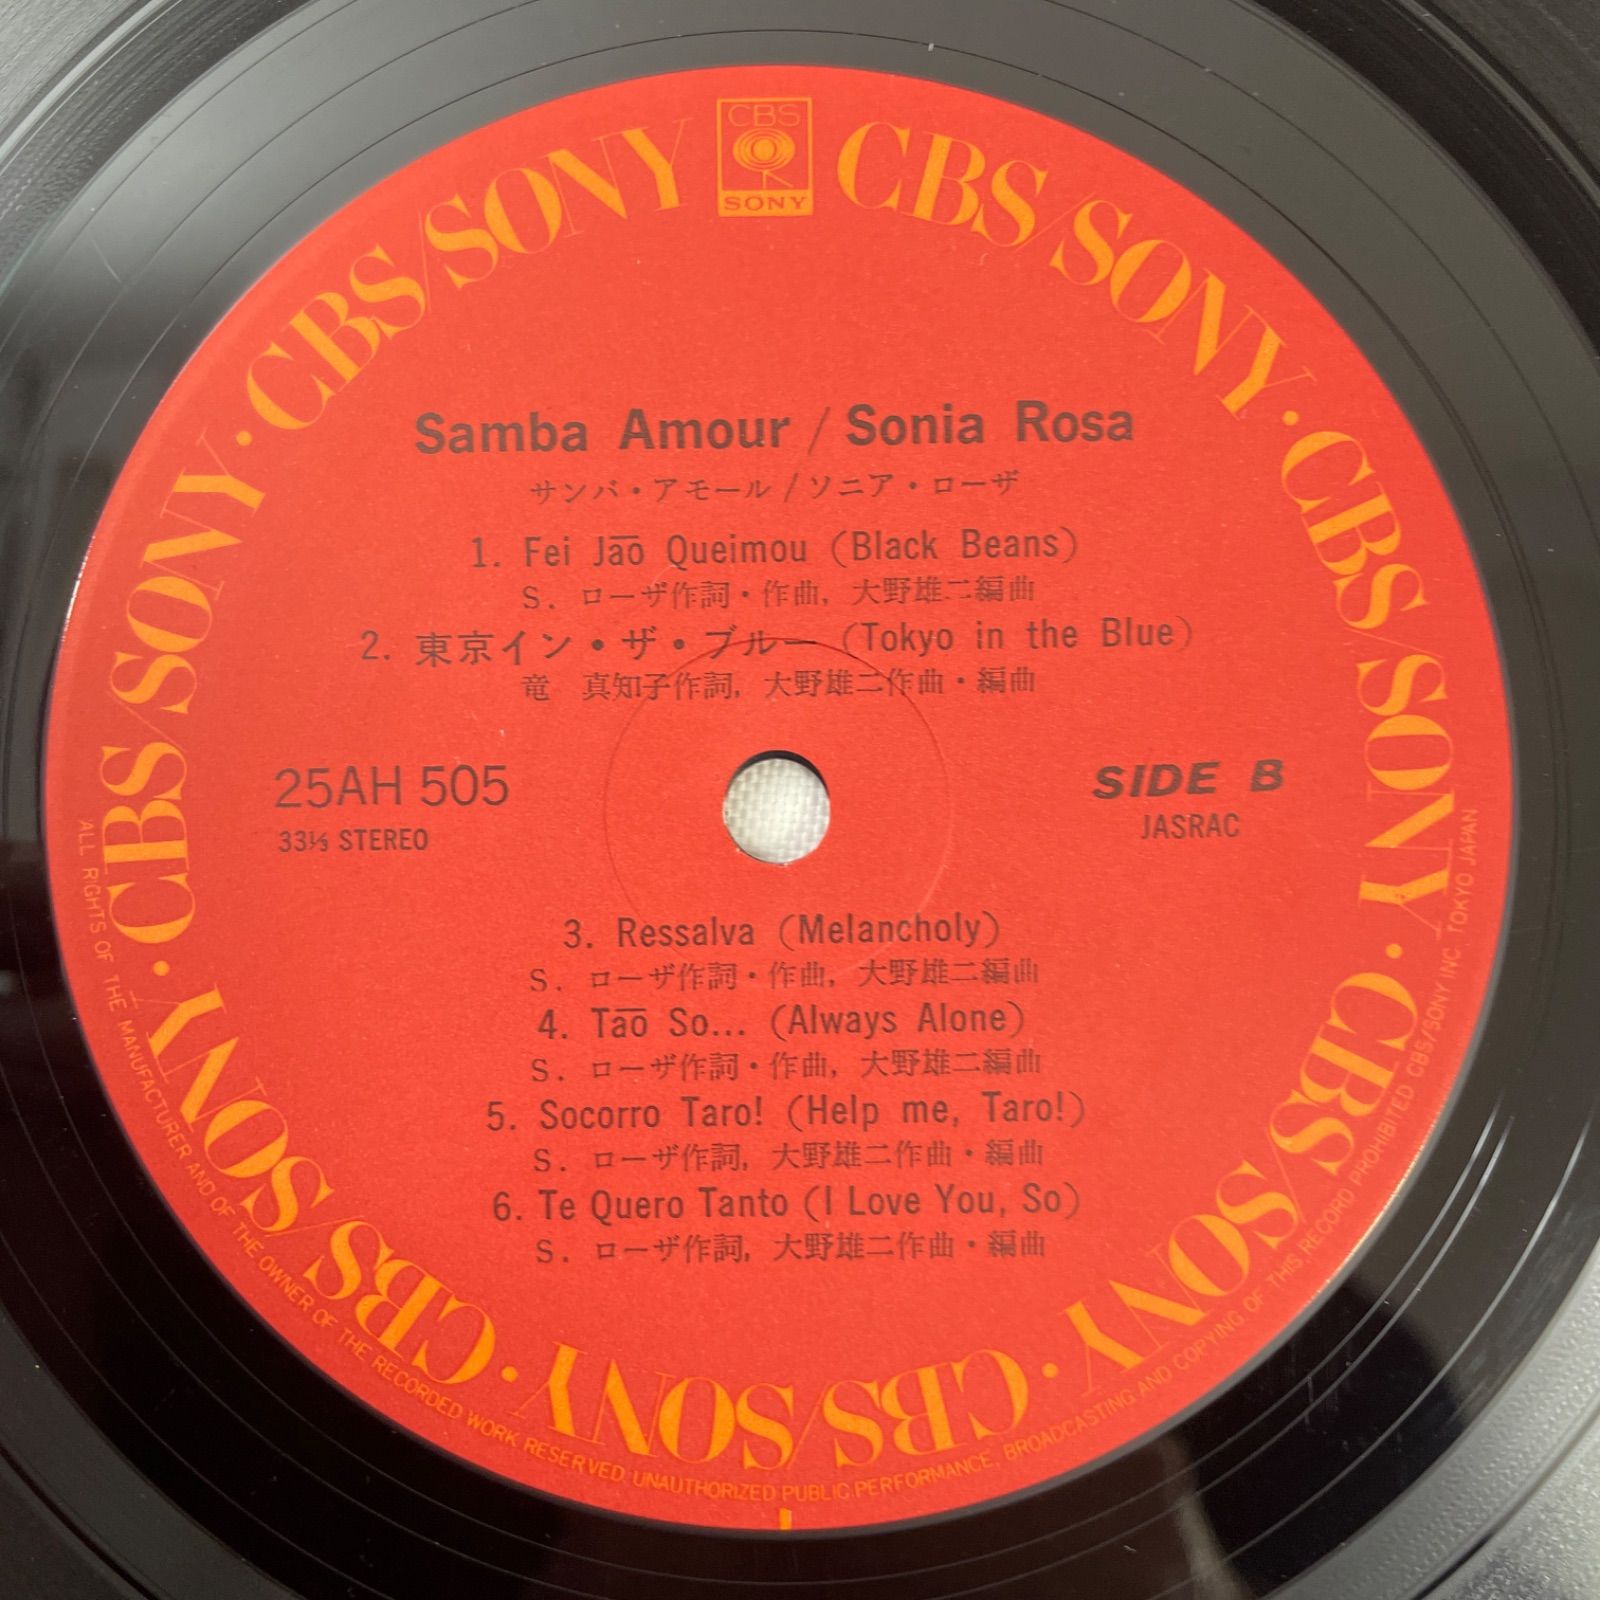 CBS
SONY
CBS/SONY · CBS/SONY · CBS/SONY · CBS/SONY · CBS/SONY · CBS/SONY · CBS/SONY · CBS/SONY
Samba Amour / Sonia Rosa
サンバ・アモール / ソニア・ローザ
1. Fei Jāō Queimou (Black Beans)
S. ローザ作詞・作曲, 大野雄二編曲
2. 東京イン・ザ・ブルー (Tokyo in the Blue)
竜 真知子作詞, 大野雄二作曲・編曲
25AH 505
33⅓ STEREO
SIDE B
JASRAC
3. Ressalva (Melancholy)
S. ローザ作詞・作曲, 大野雄二編曲
4. Tāō So... (Always Alone)
S. ローザ作詞・作曲, 大野雄二編曲
5. Socorro Taro! (Help me, Taro!)
S. ローザ作詞, 大野雄二作曲・編曲
6. Te Quero Tanto (I Love You, So)
S. ローザ作詞, 大野雄二作曲・編曲
ALL RIGHTS OF THE MANUFACTURER AND OF THE OWNER OF THE RECORDED WORK RESERVED. UNAUTHORIZED PUBLIC PERFORMANCE, BROADCASTING AND COPYING OF THIS RECORD PROHIBITED CBS/SONY INC. TOKYO JAPAN